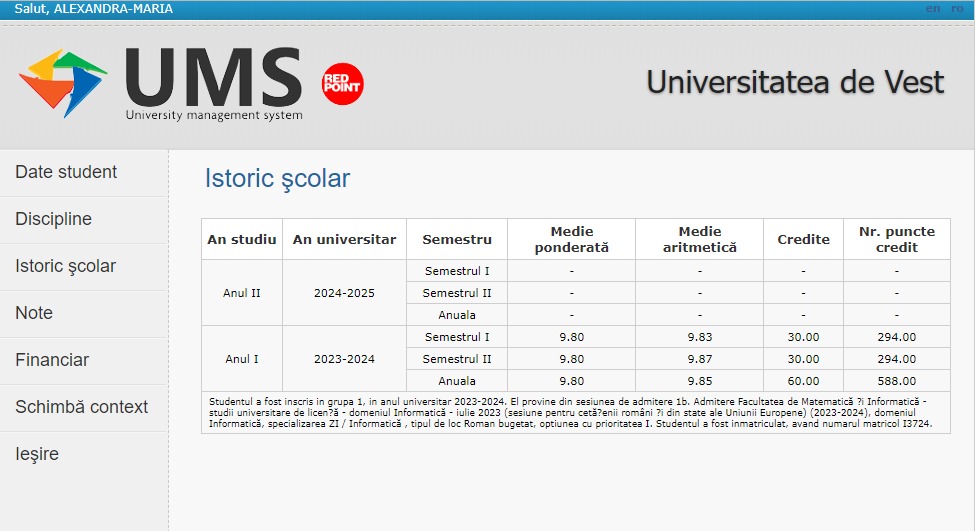 Salut, ALEXANDRA-MARIA
en ro
UMS
University management system
RED
POINT
Universitatea de Vest
Date student
Discipline
Istoric şcolar
Note
Financiar
Schimbă context
Ieşire
Istoric şcolar
An studiu An universitar Semestru Medie ponderată Medie aritmetică Credite Nr. puncte credit
Anul II 2024-2025 Semestrul I - - - -
Semestrul II - - - -
Anuala - - - -
Anul I 2023-2024 Semestrul I 9.80 9.83 30.00 294.00
Semestrul II 9.80 9.87 30.00 294.00
Anuala 9.80 9.85 60.00 588.00
Studentul a fost inscris in grupa 1, in anul universitar 2023-2024. El provine din sesiunea de admitere 1b. Admitere Facultatea de Matematică ?i Informatică -
studii universitare de licen?ă - domeniul Informatică - iulie 2023 (sesiune pentru cetă?enii români ?i din state ale Uniunii Europene) (2023-2024), domeniul
Informatică, specializarea ZI / Informatică , tipul de loc Roman bugetat, optiunea cu prioritatea I. Studentul a fost inmatriculat, avand numarul matricol I3724.